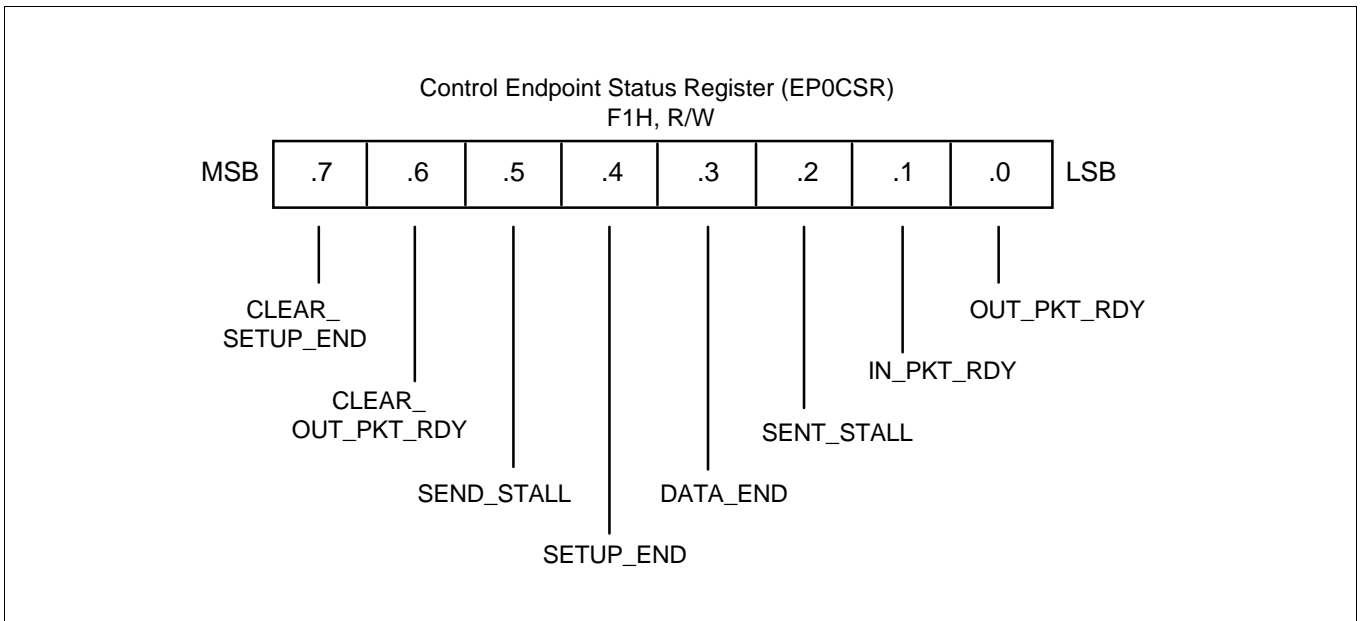 Control Endpoint Status Register (EP0CSR)
F1H, R/W
MSB .7 .6 .5 .4 .3 .2 .1 .0 LSB
CLEAR_
SETUP_END
OUT_PKT_RDY
IN_PKT_RDY
CLEAR_
OUT_PKT_RDY
SENT_STALL
SEND_STALL
DATA_END
SETUP_END